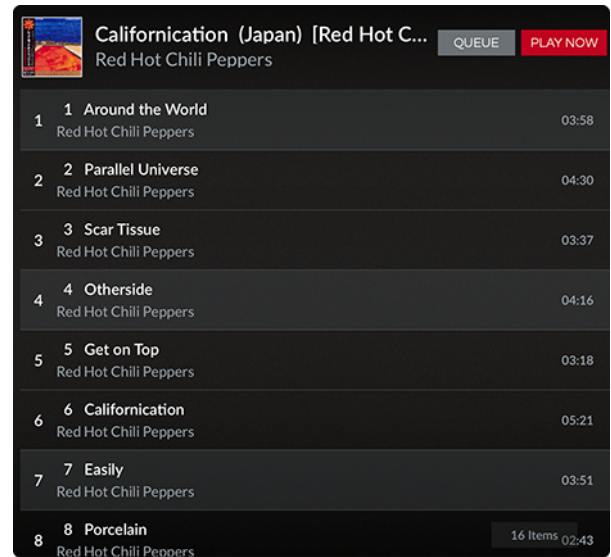 Californication (Japan) [Red Hot C...
Red Hot Chili Peppers
QUEUE
PLAY NOW
1 1 Around the World 03:58
Red Hot Chili Peppers
2 2 Parallel Universe 04:30
Red Hot Chili Peppers
3 3 Scar Tissue 03:37
Red Hot Chili Peppers
4 4 Otherside 04:16
Red Hot Chili Peppers
5 5 Get on Top 03:18
Red Hot Chili Peppers
6 6 Californication 05:21
Red Hot Chili Peppers
7 7 Easily 03:51
Red Hot Chili Peppers
8 8 Porcelain 02:43
Red Hot Chili Peppers
16 Items